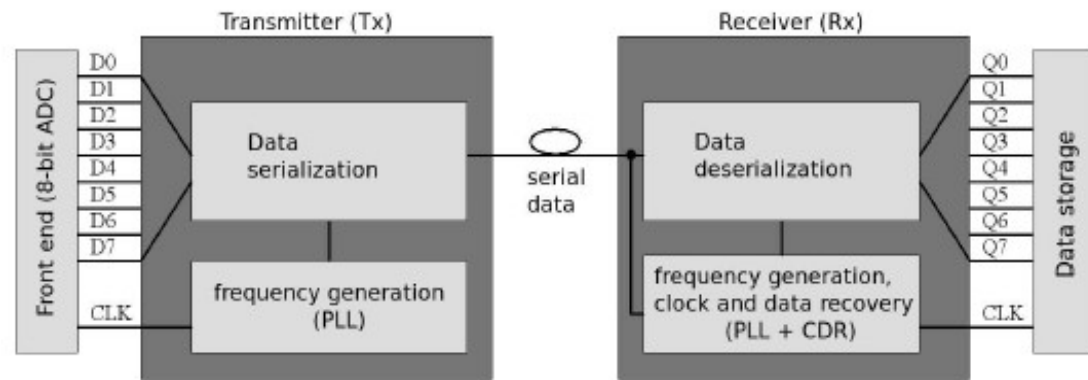 Transmitter (Tx)
Receiver (Rx)
Front end (8-bit ADC)
D0
D1
D2
D3
D4
D5
D6
D7
CLK
Data
serialization
frequency generation
(PLL)
serial
data
Data
deserialization
frequency generation,
clock and data recovery
(PLL + CDR)
Q0
Q1
Q2
Q3
Q4
Q5
Q6
Q7
CLK
Data storage